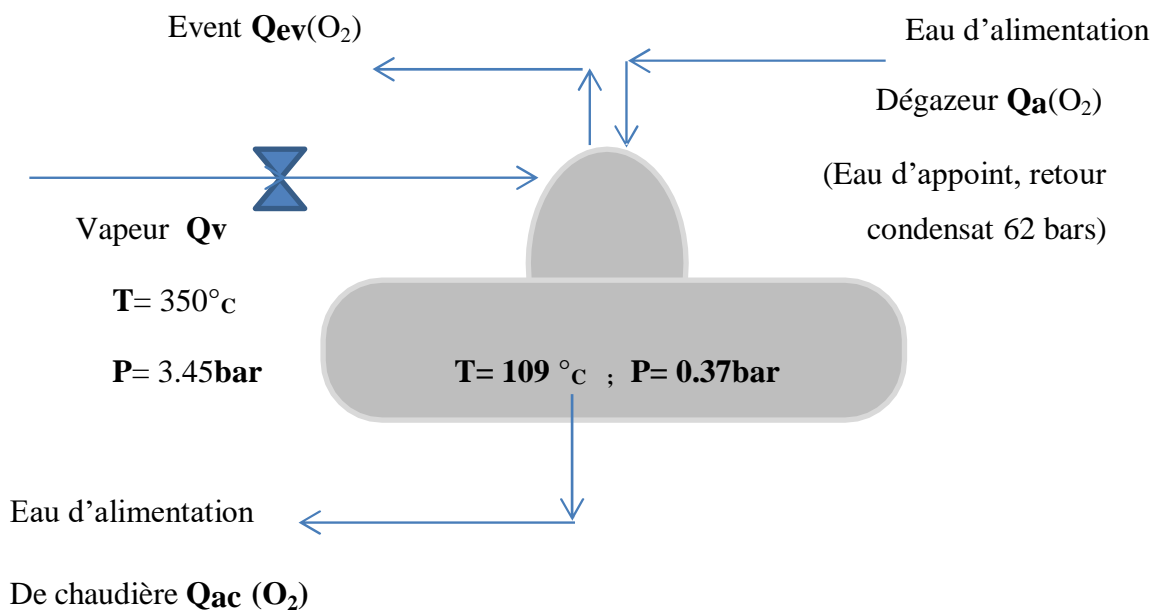 Event Qev(O₂)
Eau d’alimentation
Dégazeur Qa(O₂)
(Eau d’appoint, retour
condensat 62 bars)
Vapeur Qv
T= 350°C
P= 3.45bar
T= 109 °C ; P= 0.37bar
Eau d’alimentation
De chaudière Qac (O₂)